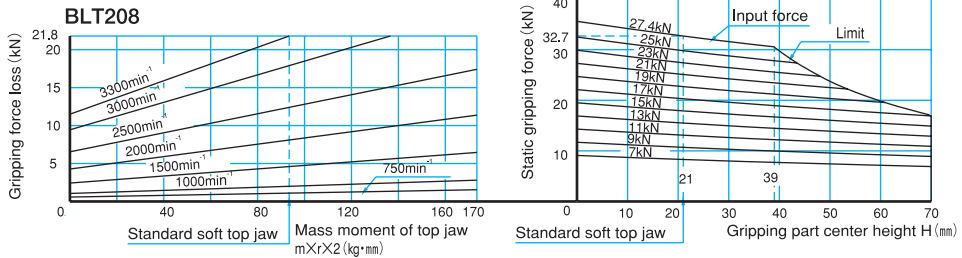 BLT208
Gripping force loss (kN)
21,8
20
15
10
5
0.
40
80
120
160 170
3300min⁻¹
3000min⁻¹
2500min⁻¹
2000min⁻¹
1500min⁻¹
1000min⁻¹
750min⁻¹
Standard soft top jaw
Mass moment of top jaw
m×r×2 (kg・mm)
Static gripping force (kN)
40
32.7
30
20
10
0
10
20
30
40
50
60
70
21
39
27.4kN
25kN
23kN
21kN
19kN
17kN
15kN
13kN
11kN
9kN
7kN
Input force
Limit
Standard soft top jaw
Gripping part center height H (mm)